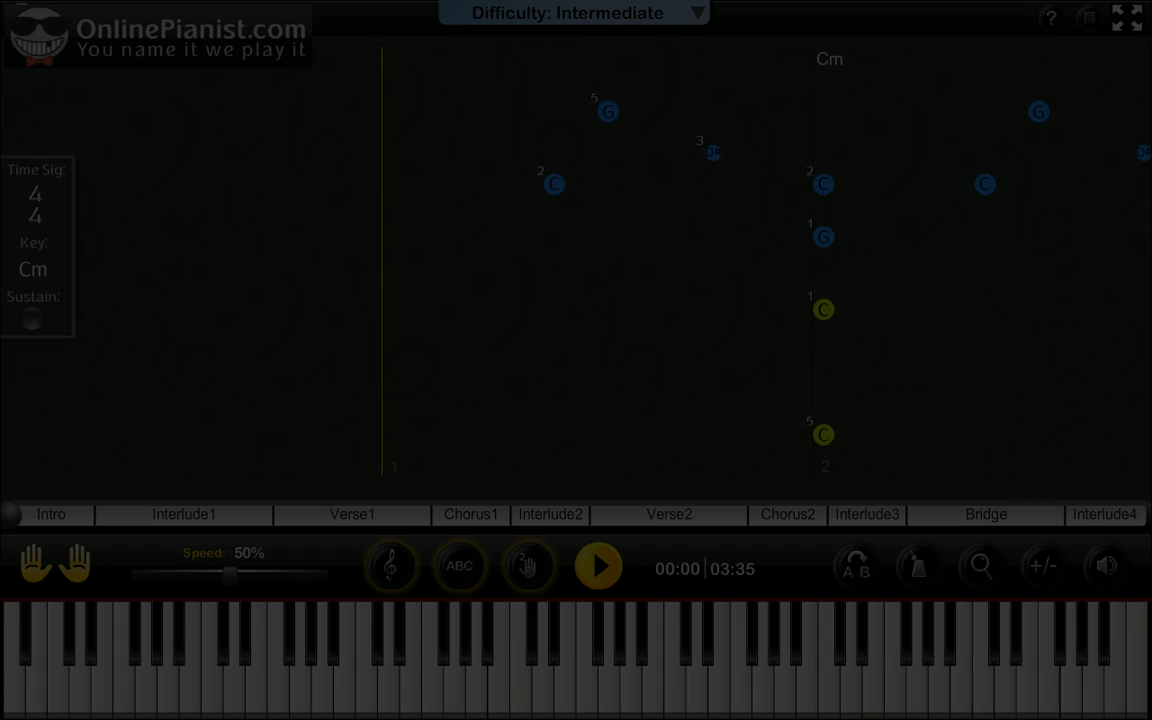 Difficulty: Intermediate
?
OnlinePianist.com
You name it we play it
Cm
5
G
G
3
D#
2
C
2
C
C
1
G
Time Sig:
4
4
Key:
Cm
Sustain:
1
C
5
C
1
2
Intro
Interlude1
Verse1
Chorus1
Interlude2
Verse2
Chorus2
Interlude3
Bridge
Interlude4
Speed: 50%
ABC
2
00:00 03:35
A B
+/-